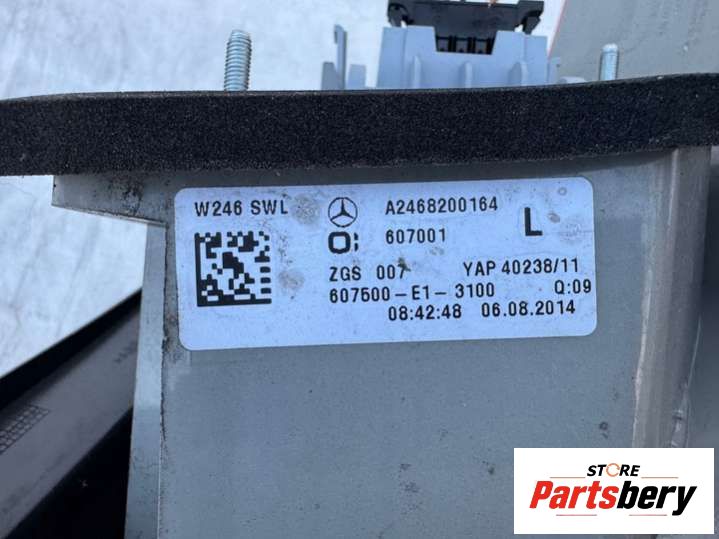 W246 SWL
A2468200164
607001
L
ZGS 007
YAP 40238/11
607500-E1-3100
Q:09
08:42:48 06.08.2014
STORE
Partsbery